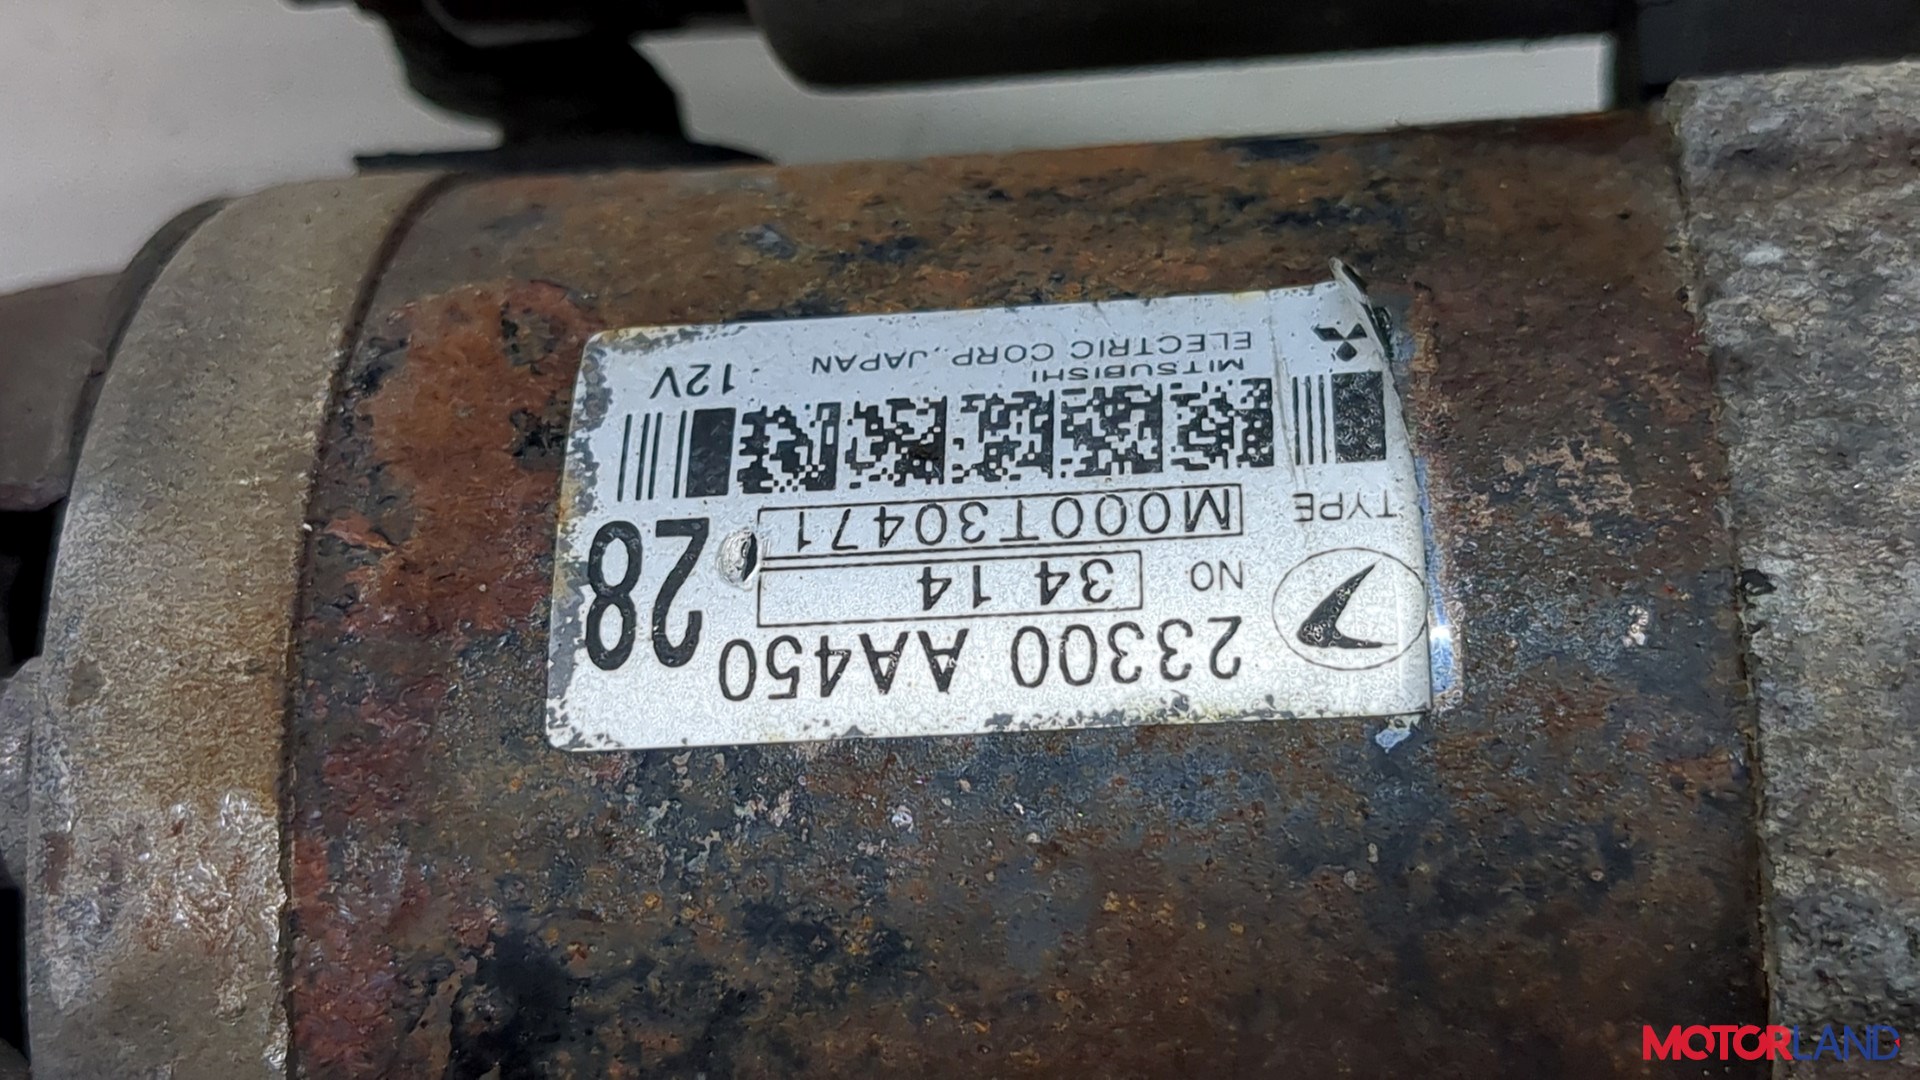 23300 AA450
NO 34 14
28
TYPE M000T30471
MITSUBISHI
ELECTRIC CORP. JAPAN 12V
MOTORLAND